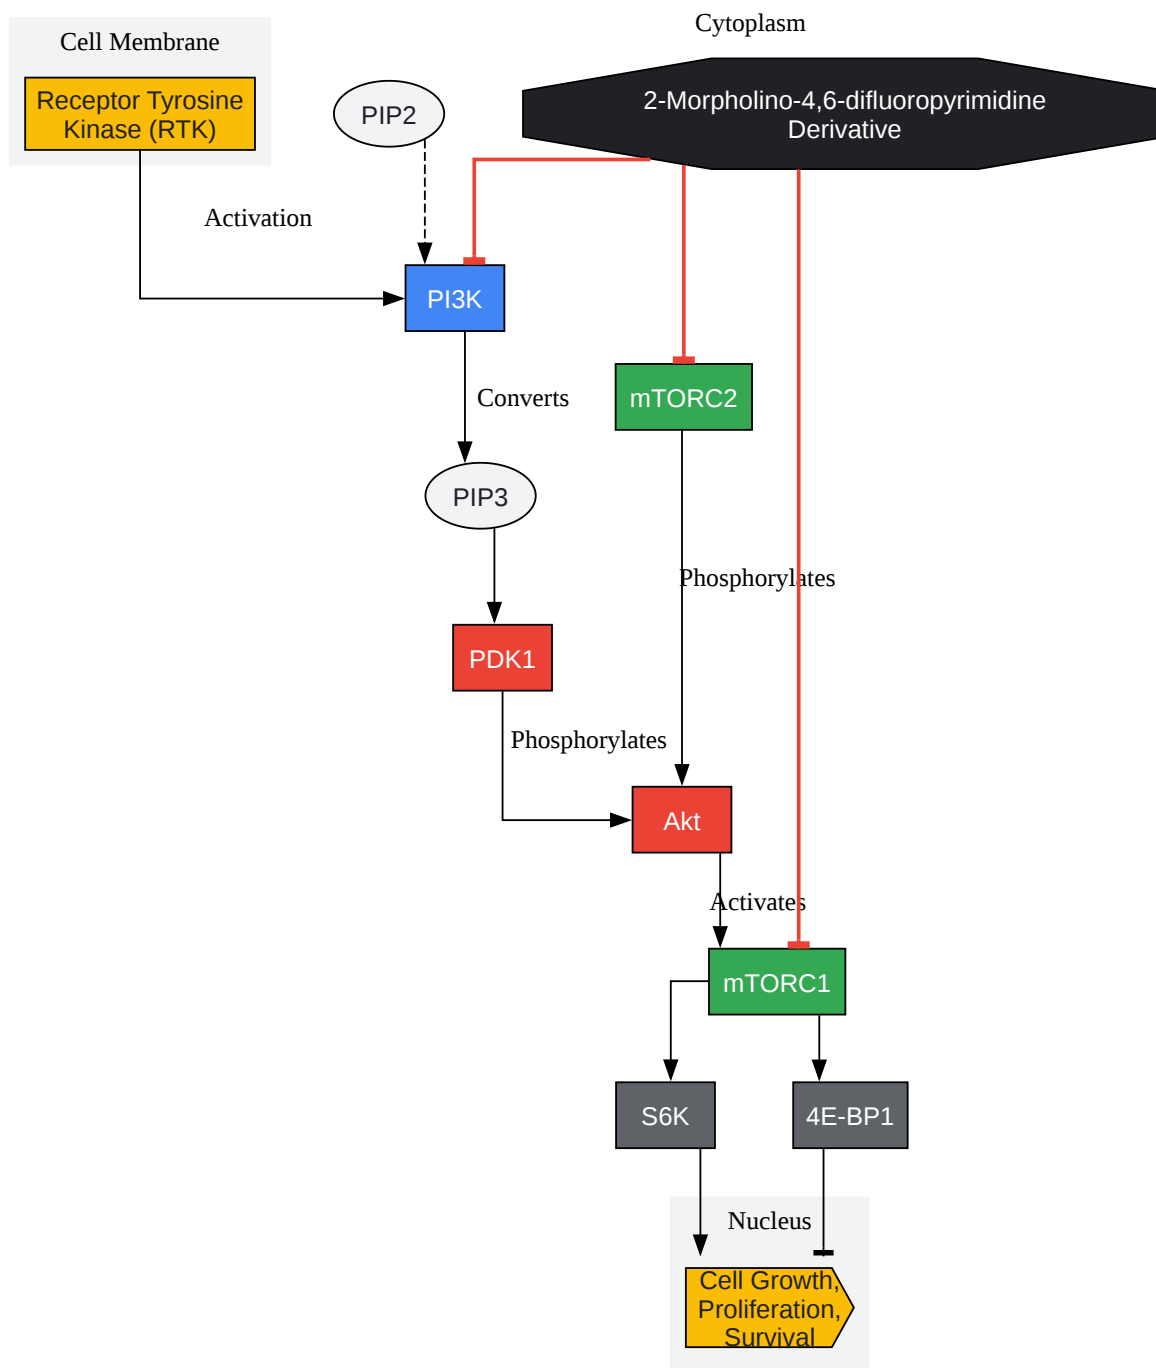 Cytoplasm
Cell Membrane
Receptor Tyrosine
Kinase (RTK)
PIP2
2-Morpholino-4,6-difluoropyrimidine
Derivative
Activation
PI3K
Converts
mTORC2
PIP3
Phosphorylates
PDK1
Phosphorylates
Akt
Activates
mTORC1
S6K
4E-BP1
Nucleus
Cell Growth,
Proliferation,
Survival